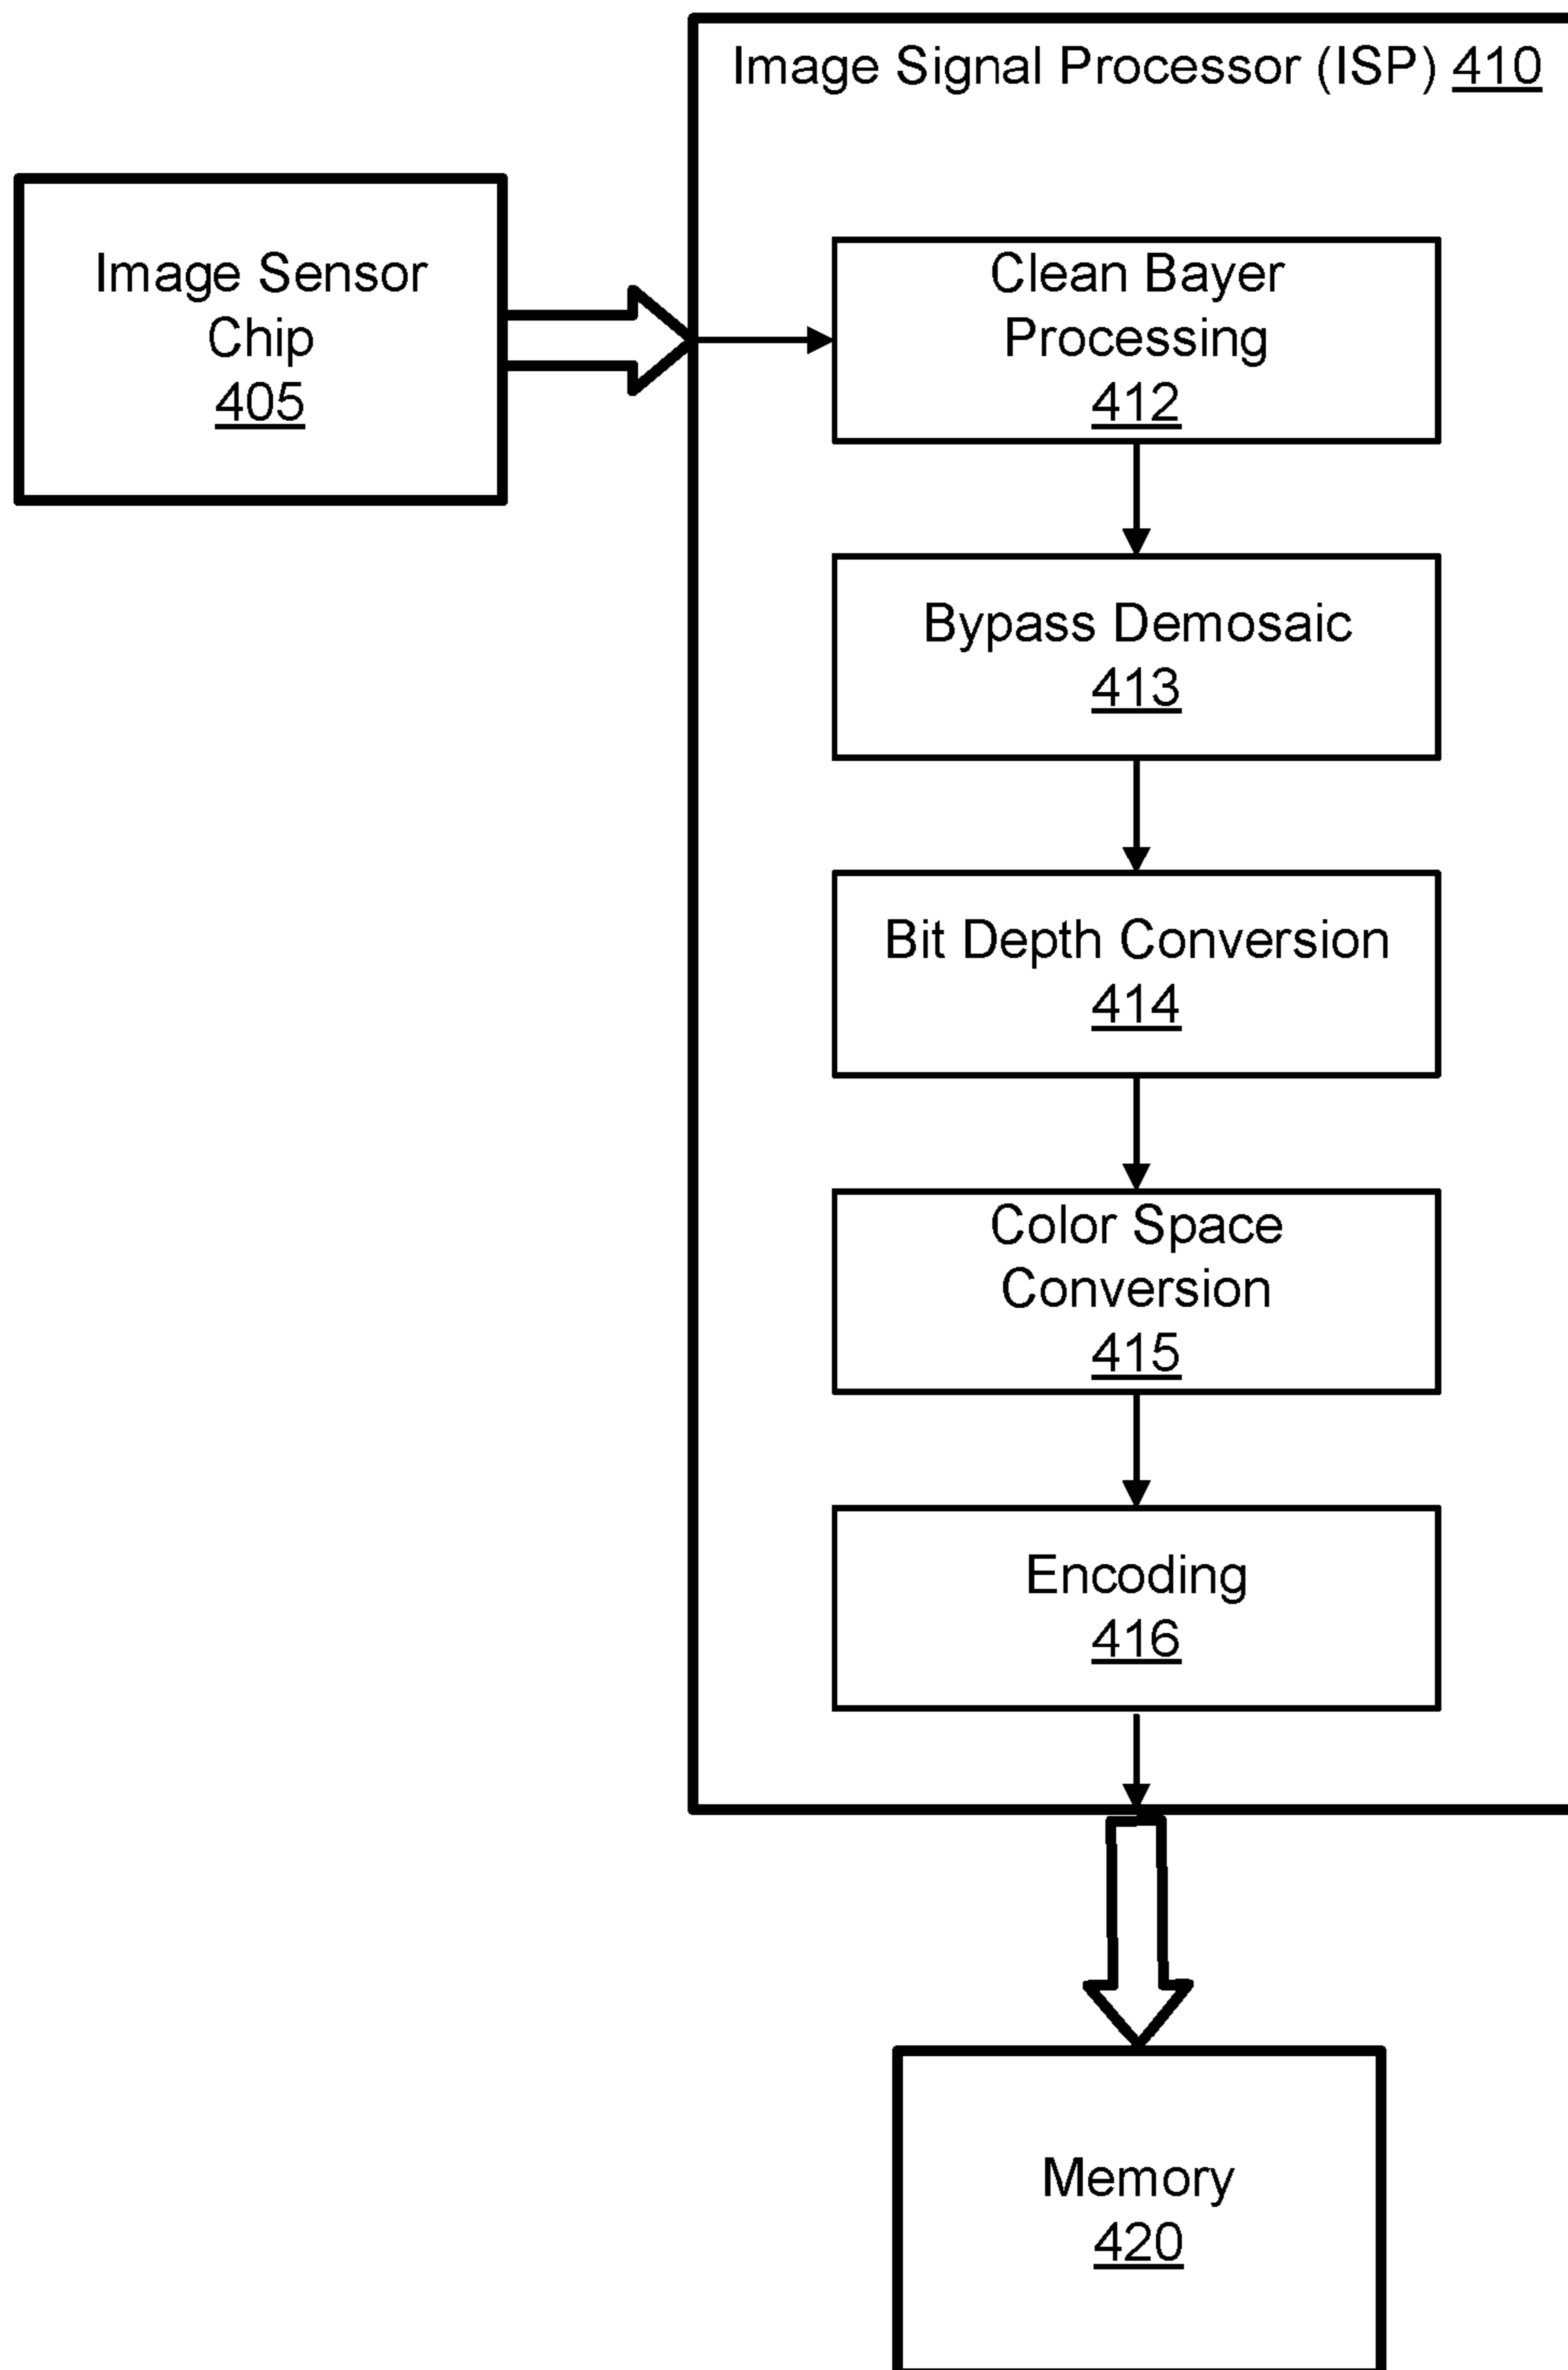 Image Signal Processor (ISP) 410
Image Sensor
Chip
405
Clean Bayer
Processing
412
Bypass Demosaic
413
Bit Depth Conversion
414
Color Space
Conversion
415
Encoding
416
Memory
420